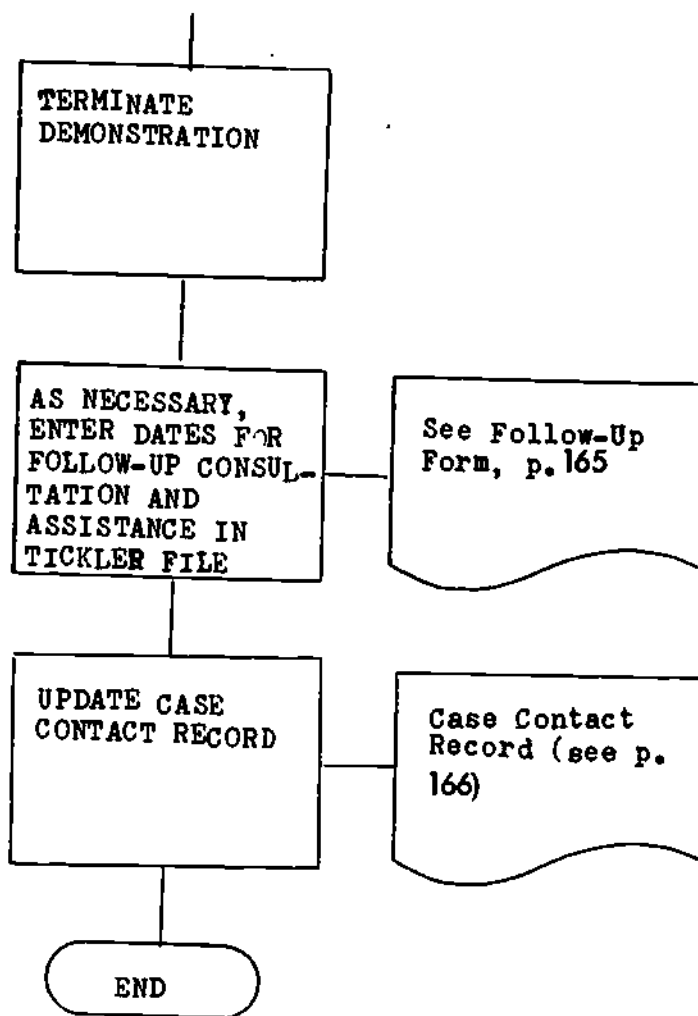 TERMINATE
DEMONSTRATION
AS NECESSARY,
ENTER DATES FOR
FOLLOW-UP CONSUL-
TATION AND
ASSISTANCE IN
TICKLER FILE
See Follow-Up
Form, p. 165
UPDATE CASE
CONTACT RECORD
Case Contact
Record (see p.
166)
END